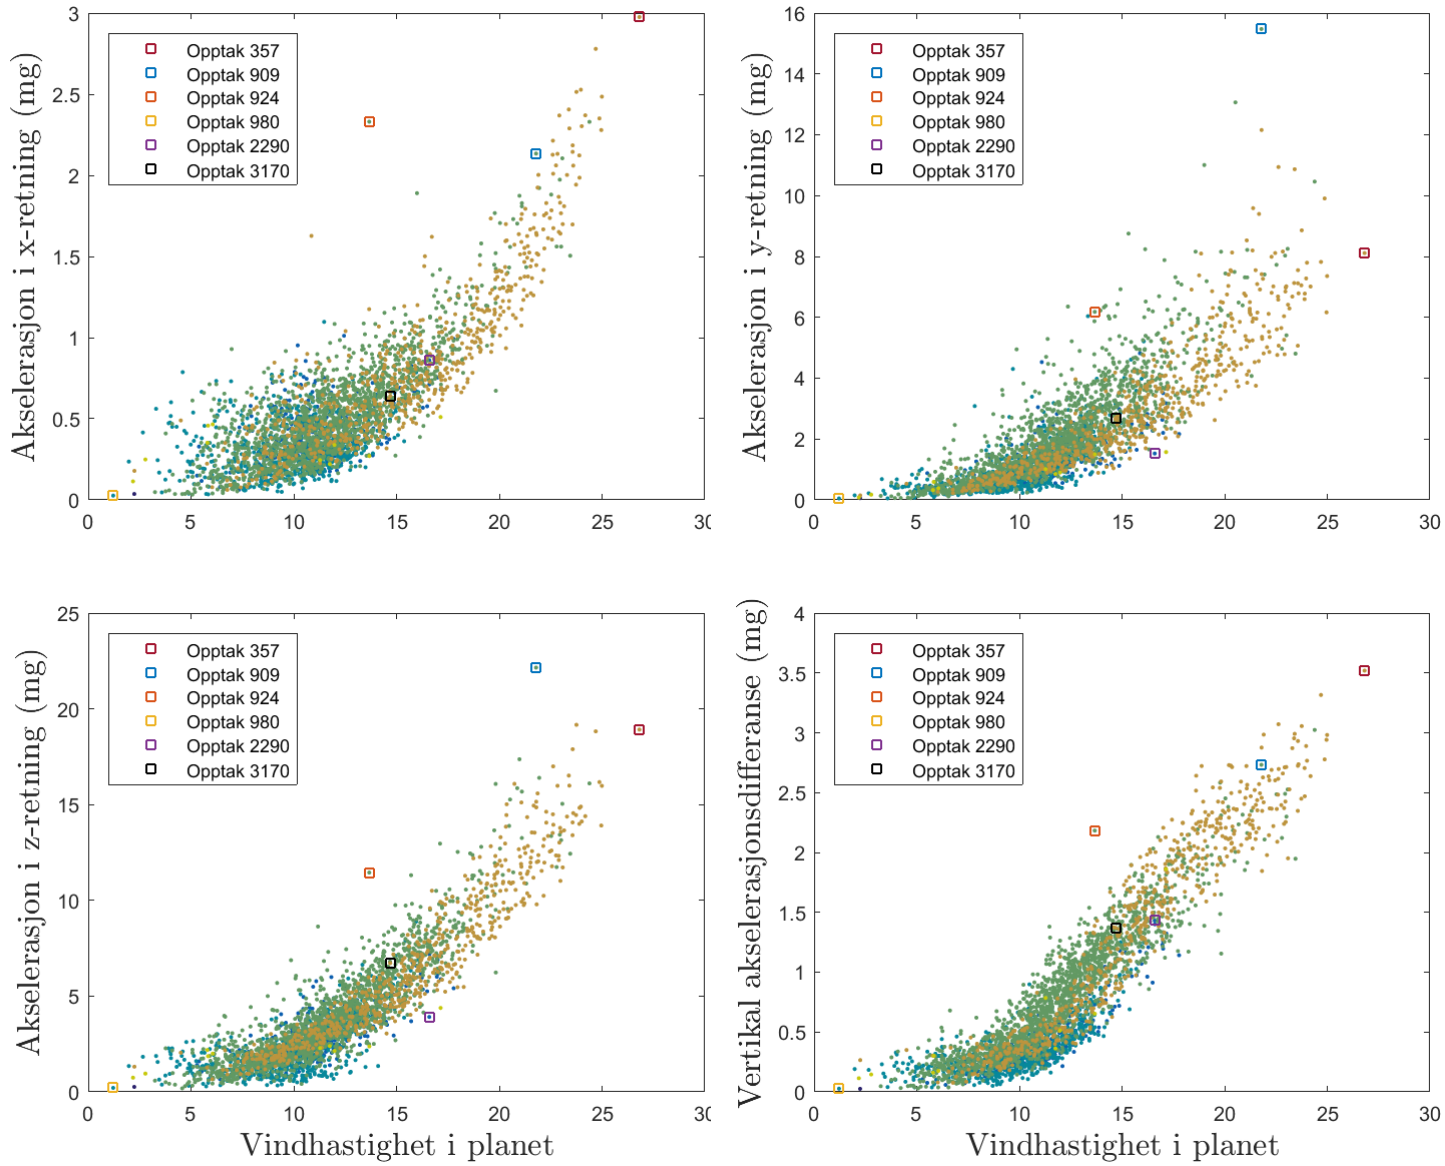 Akselerasjon i x-retning (mg)
3
2.5
2
1.5
1
0.5
0
0 5 10 15 20 25 30
Opptak 357
Opptak 909
Opptak 924
Opptak 980
Opptak 2290
Opptak 3170
Akselerasjon i y-retning (mg)
16
14
12
10
8
6
4
2
0
0 5 10 15 20 25 30
Opptak 357
Opptak 909
Opptak 924
Opptak 980
Opptak 2290
Opptak 3170
Akselerasjon i z-retning (mg)
25
20
15
10
5
0
0 5 10 15 20 25 30
Opptak 357
Opptak 909
Opptak 924
Opptak 980
Opptak 2290
Opptak 3170
Vindhastighet i planet
Vertikal akselerasjonsdifferanse (mg)
4
3.5
3
2.5
2
1.5
1
0.5
0
0 5 10 15 20 25 30
Opptak 357
Opptak 909
Opptak 924
Opptak 980
Opptak 2290
Opptak 3170
Vindhastighet i planet